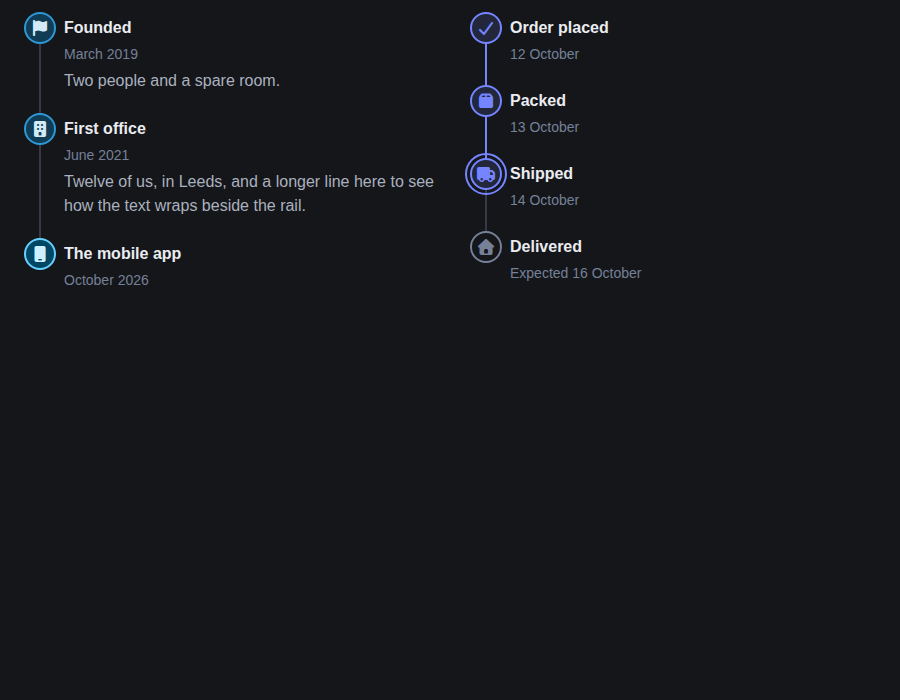 Founded
March 2019
Two people and a spare room.
First office
June 2021
Twelve of us, in Leeds, and a longer line here to see
how the text wraps beside the rail.
The mobile app
October 2026
Order placed
12 October
Packed
13 October
Shipped
14 October
Delivered
Expected 16 October